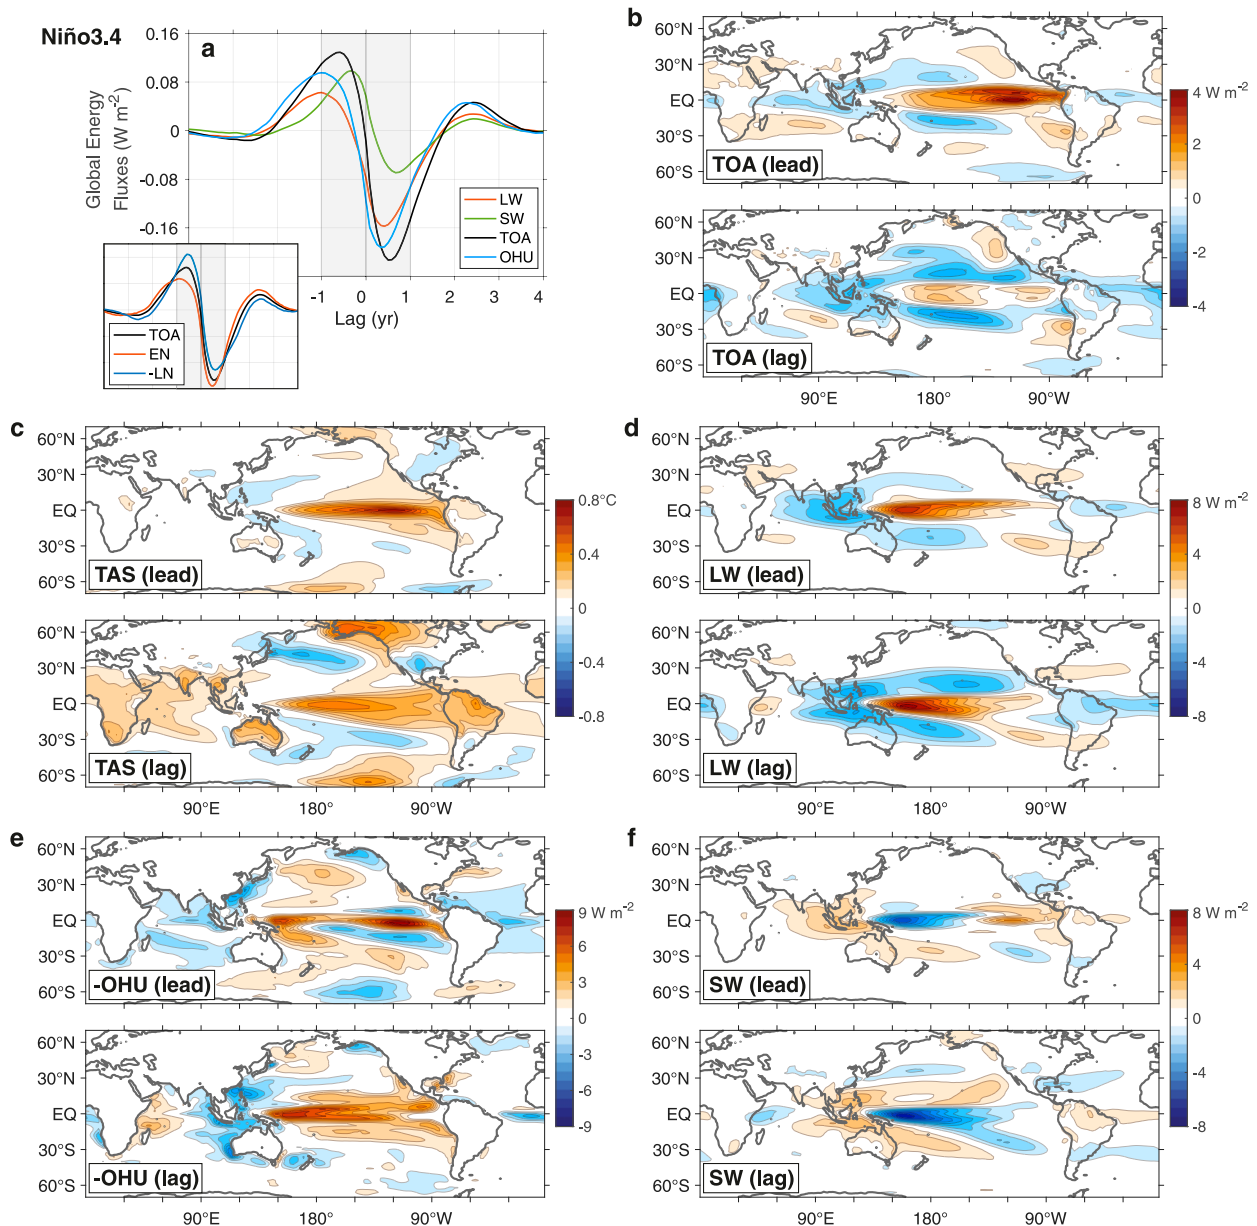 Niño3.4
a
Global Energy
Fluxes (W m-2)
0.16
0.08
0
-0.08
-0.16
LW
SW
TOA
OHU
-1 0 1 2 3 4
Lag (yr)
TOA
EN
-LN
b
60°N
30°N
EQ
30°S
60°S
TOA (lead)
60°N
30°N
EQ
30°S
60°S
TOA (lag)
90°E 180° 90°W
4 W m-2
2
0
-2
-4
c
60°N
30°N
EQ
30°S
60°S
TAS (lead)
60°N
30°N
EQ
30°S
60°S
TAS (lag)
90°E 180° 90°W
0.8°C
0.4
0
-0.4
-0.8
d
60°N
30°N
EQ
30°S
60°S
LW (lead)
60°N
30°N
EQ
30°S
60°S
LW (lag)
90°E 180° 90°W
8 W m-2
4
0
-4
-8
e
60°N
30°N
EQ
30°S
60°S
-OHU (lead)
60°N
30°N
EQ
30°S
60°S
-OHU (lag)
90°E 180° 90°W
9 W m-2
6
3
0
-3
-6
-9
f
60°N
30°N
EQ
30°S
60°S
SW (lead)
60°N
30°N
EQ
30°S
60°S
SW (lag)
90°E 180° 90°W
8 W m-2
4
0
-4
-8